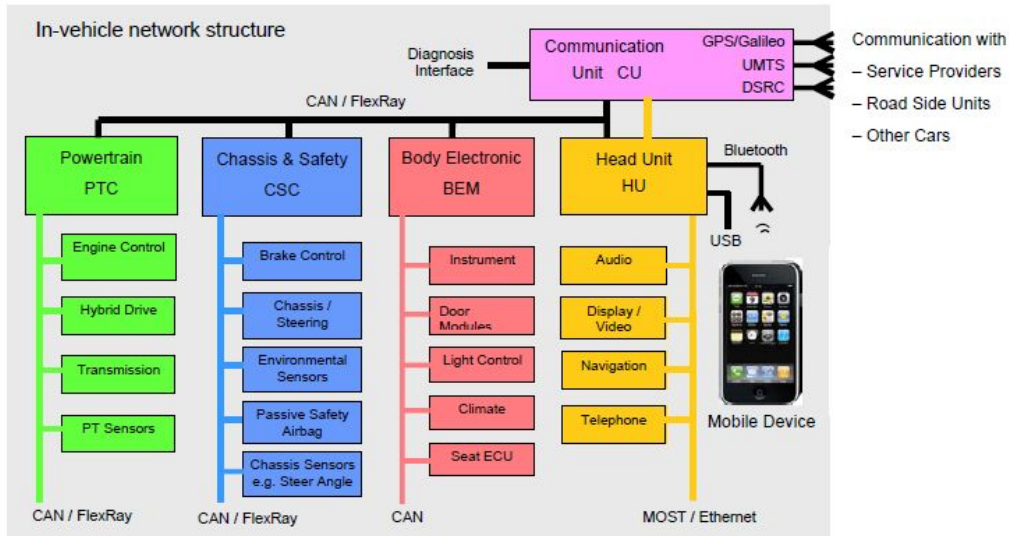 In-vehicle network structure
Diagnosis
Interface
Communication
Unit CU
GPS/Galileo
UMTS
DSRC
Communication with
– Service Providers
– Road Side Units
– Other Cars
CAN / FlexRay
Powertrain
PTC
Chassis & Safety
CSC
Body Electronic
BEM
Head Unit
HU
Bluetooth
USB
Engine Control
Hybrid Drive
Transmission
PT Sensors
CAN / FlexRay
Brake Control
Chassis /
Steering
Environmental
Sensors
Passive Safety
Airbag
Chassis Sensors
e.g. Steer Angle
CAN / FlexRay
Instrument
Door
Modules
Light Control
Climate
Seat ECU
CAN
Audio
Display /
Video
Navigation
Telephone
MOST / Ethernet
Mobile Device